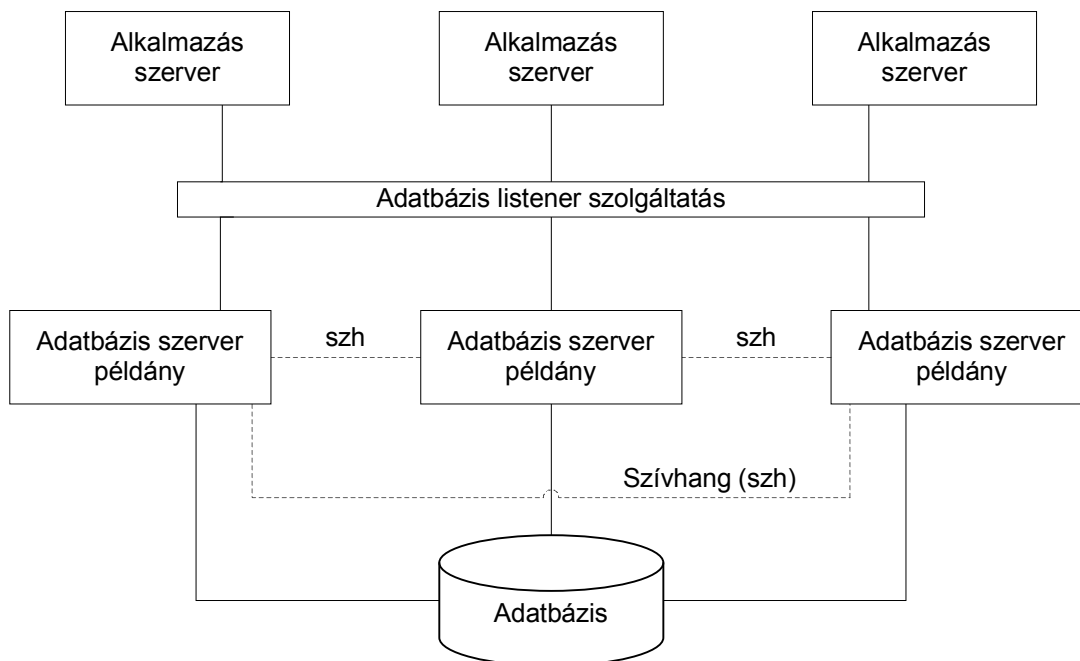 Alkalmazás
szerver
Alkalmazás
szerver
Alkalmazás
szerver
Adatbázis listener szolgáltatás
Adatbázis szerver
példány
szh
Adatbázis szerver
példány
szh
Adatbázis szerver
példány
Szívhang (szh)
Adatbázis